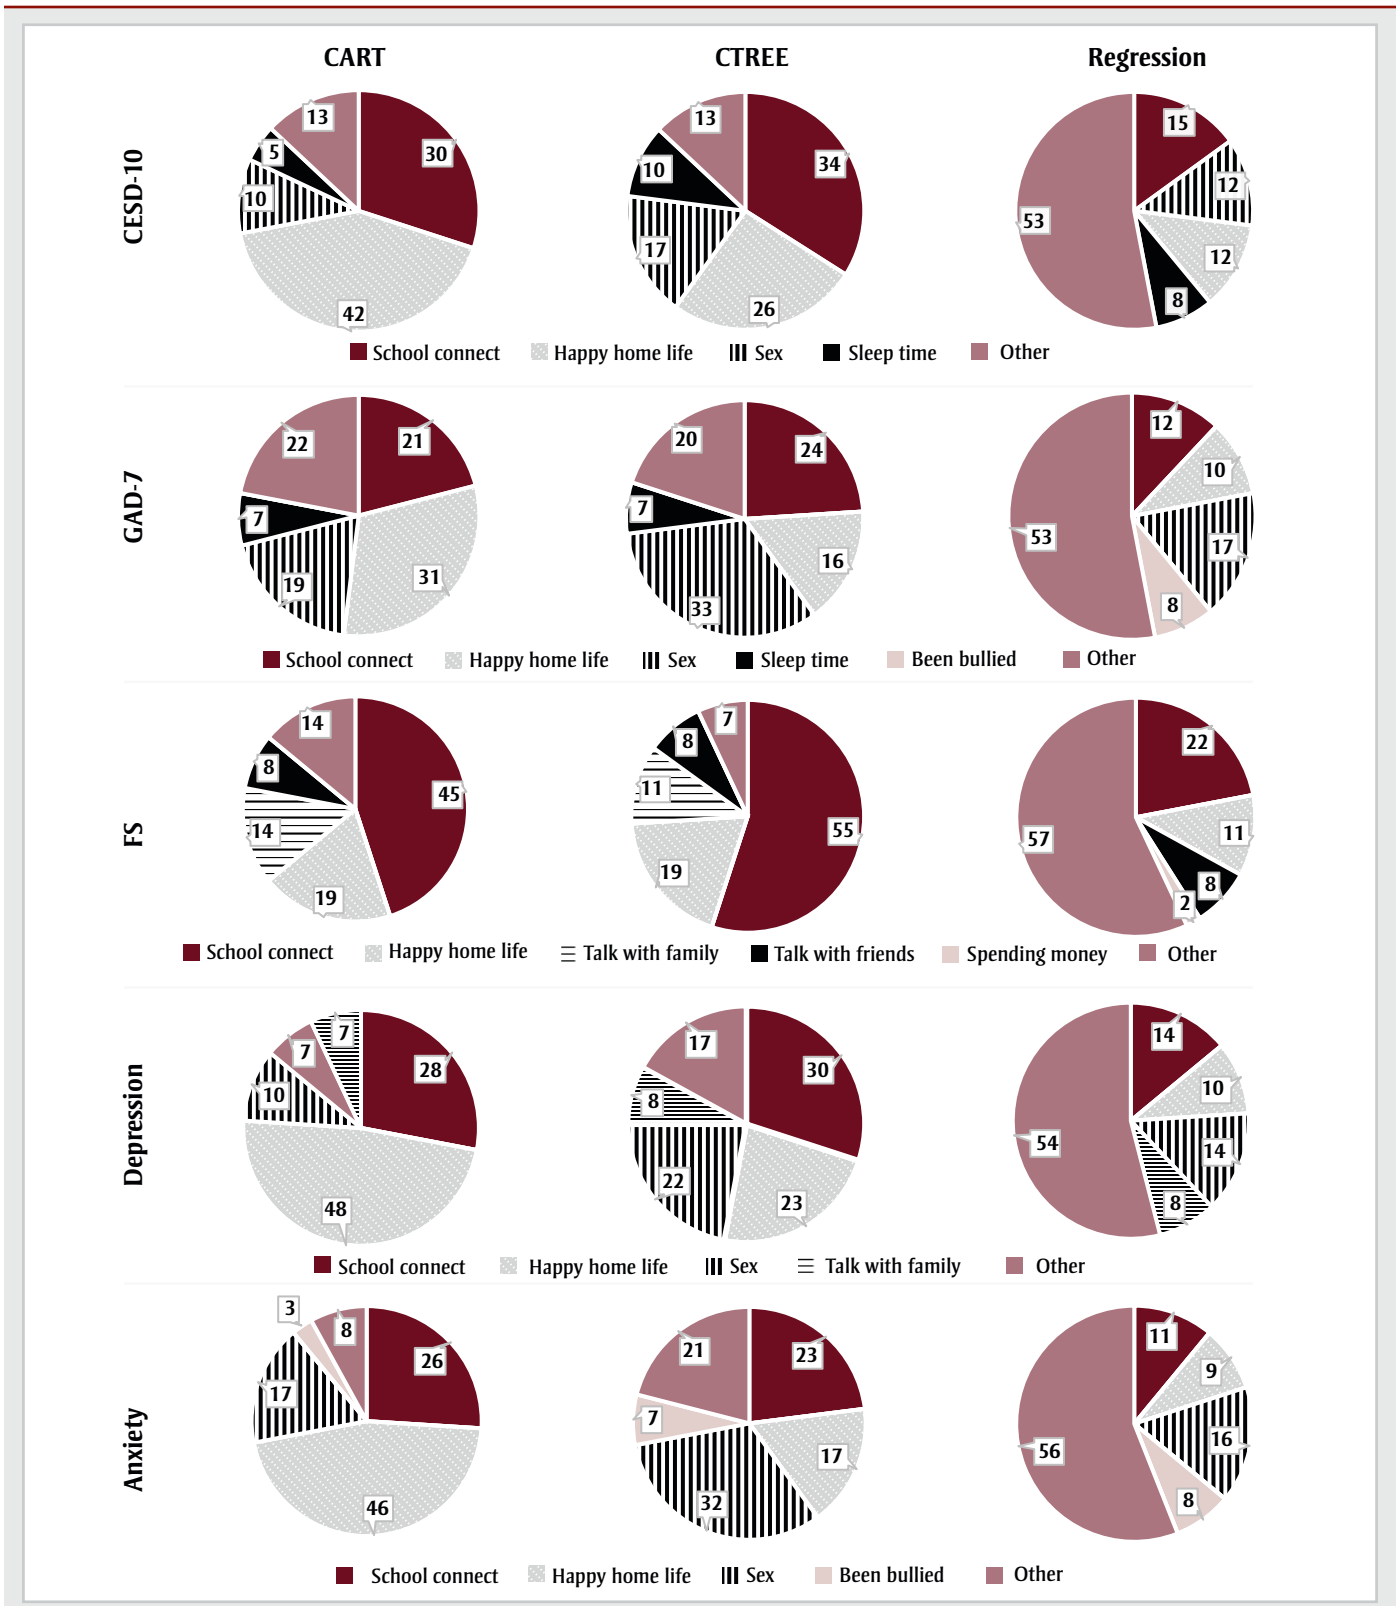 CART CTREE Regression
CESD-10
13 30 5 10 42
13 34 10 17 26
15 12 53 12 8
School connect Happy home life Sex Sleep time Other
GAD-7
22 21 7 19 31
20 24 7 16 33
12 10 53 17 8
School connect Happy home life Sex Sleep time Been bullied Other
FS
14 8 45 14 19
7 8 11 55 19
22 57 11 8 2
School connect Happy home life Talk with family Talk with friends Spending money Other
Depression
7 7 28 10 48
17 30 8 22 23
14 10 54 14 8
School connect Happy home life Sex Talk with family Other
Anxiety
3 8 26 17 46
21 23 7 17 32
11 9 16 56 8
School connect Happy home life Sex Been bullied Other